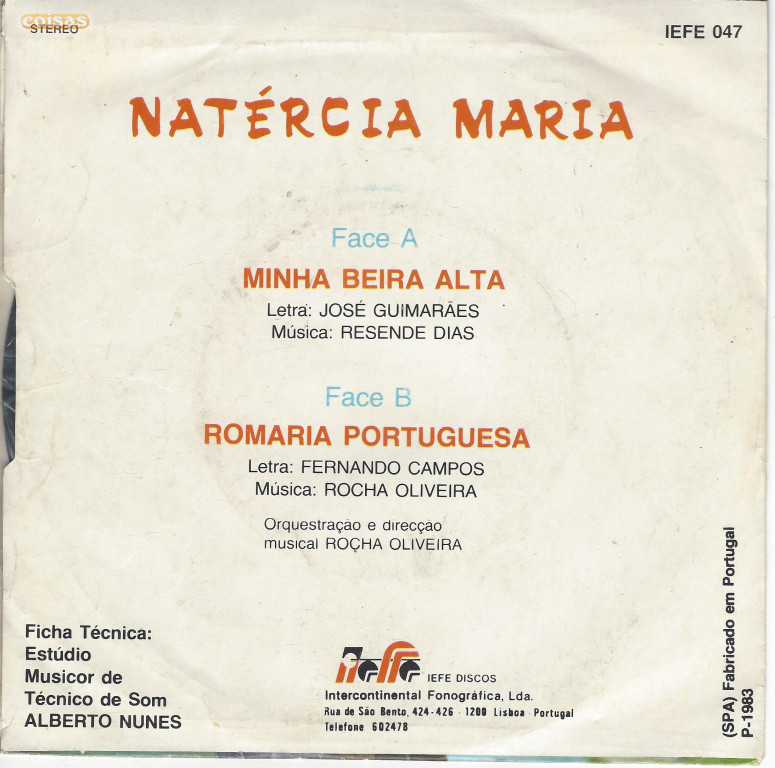 coisas
STEREO
IEFE 047
NATÉRCIA MARIA
Face A
MINHA BEIRA ALTA
Letra: JOSÉ GUIMARÃES
Música: RESENDE DIAS
Face B
ROMARIA PORTUGUESA
Letra: FERNANDO CAMPOS
Música: ROCHA OLIVEIRA
Orquestração e direcção
musical ROCHA OLIVEIRA
Ficha Técnica:
Estúdio
Musicor de
Técnico de Som
ALBERTO NUNES
Ieffe IEFE DISCOS
Intercontinental Fonográfica, Lda.
Rua de São Bento, 424-426 - 1200 Lisboa - Portugal
Telefone 602478
(SPA) Fabricado em Portugal
P-1983